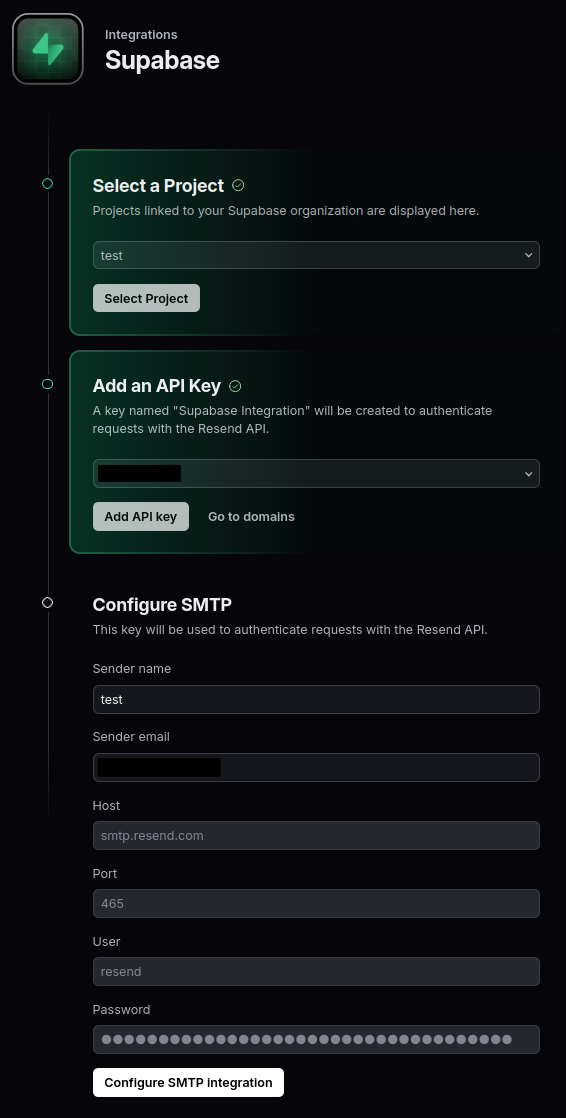 Integrations
Supabase
Select a Project
Projects linked to your Supabase organization are displayed here.
test
Select Project
Add an API Key
A key named "Supabase Integration" will be created to authenticate
requests with the Resend API.
Add API key
Go to domains
Configure SMTP
This key will be used to authenticate requests with the Resend API.
Sender name
test
Sender email
Host
smtp.resend.com
Port
465
User
resend
Password
●●●●●●●●●●●●●●●●●●●●●●●●●●●●●●●●●●●●
Configure SMTP integration